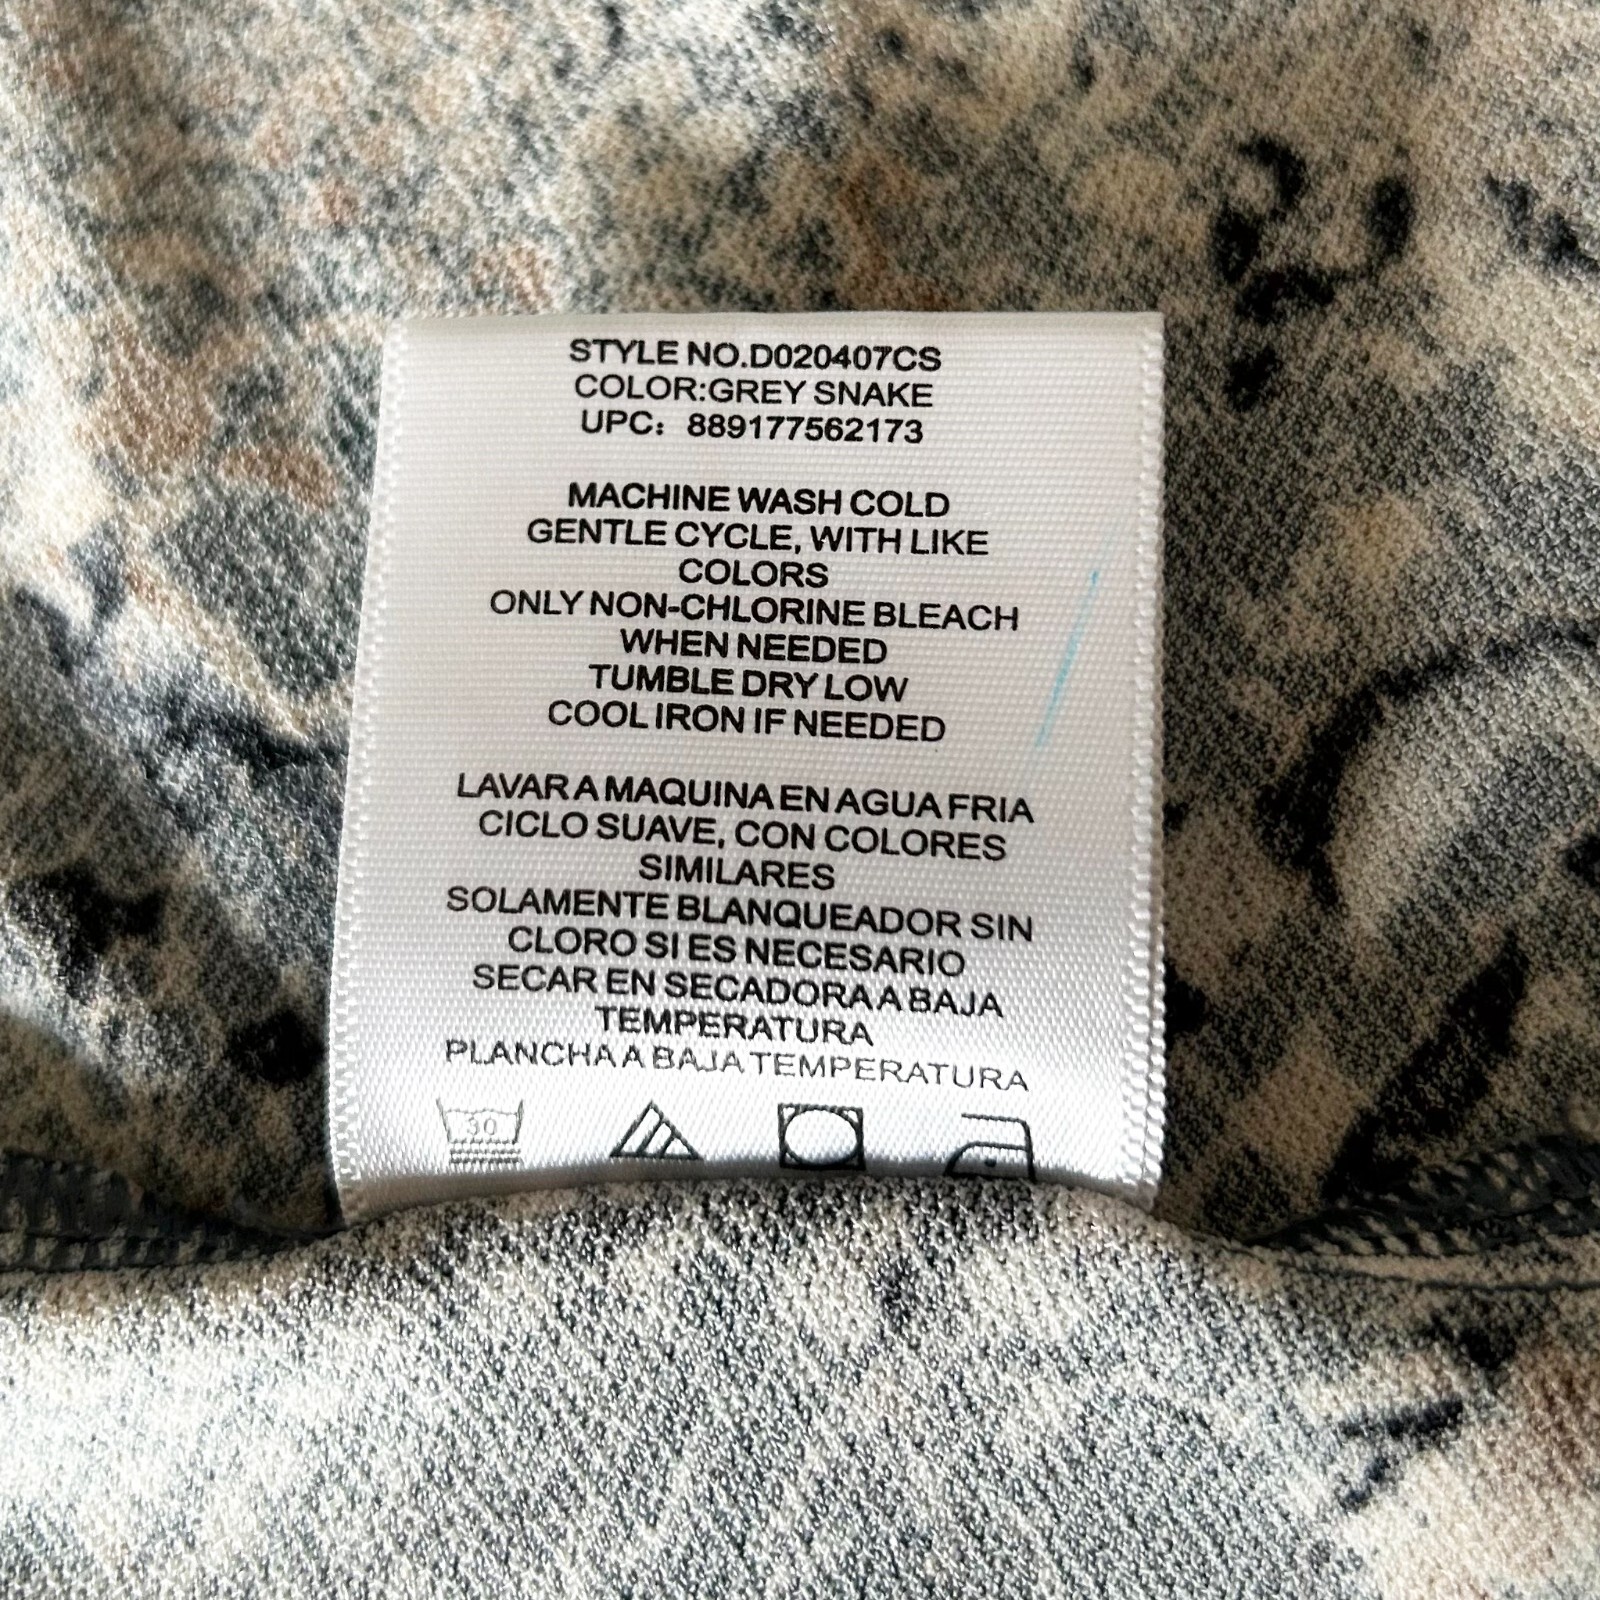 STYLE NO.D020407CS
COLOR:GREY SNAKE
UPC: 889177562173
MACHINE WASH COLD
GENTLE CYCLE, WITH LIKE
COLORS
ONLY NON-CHLORINE BLEACH
WHEN NEEDED
TUMBLE DRY LOW
COOL IRON IF NEEDED
LAVAR A MAQUINA EN AGUA FRIA
CICLO SUAVE, CON COLORES
SIMILARES
SOLAMENTE BLANQUEADOR SIN
CLORO SI ES NECESARIO
SECAR EN SECADORA A BAJA
TEMPERATURA
PLANCHA A BAJA TEMPERATURA
30